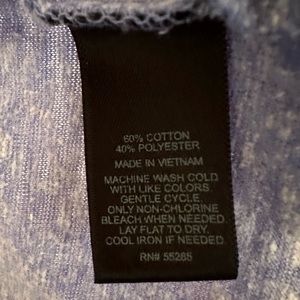 60% COTTON
40% POLYESTER
MADE IN VIETNAM
MACHINE WASH COLD
WITH LIKE COLORS.
GENTLE CYCLE.
ONLY NON-CHLORINE
BLEACH WHEN NEEDED.
LAY FLAT TO DRY.
COOL IRON IF NEEDED.
RN# 55285